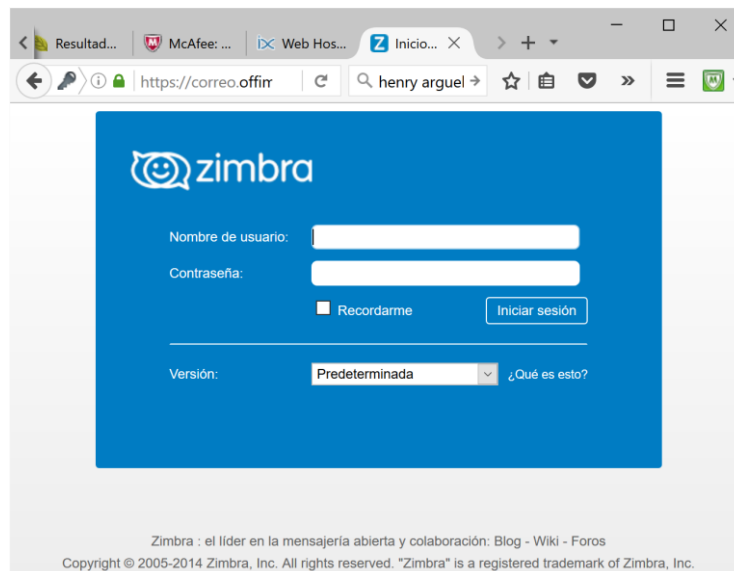 Resultad... McAfee: ... Web Hos... Inicio...
https://correo.offim henry arguel
zimbra
Nombre de usuario:
Contraseña:
Recordarme Iniciar sesión
Versión: Predeterminada ¿Qué es esto?
Zimbra : el líder en la mensajería abierta y colaboración: Blog - Wiki - Foros
Copyright © 2005-2014 Zimbra, Inc. All rights reserved. "Zimbra" is a registered trademark of Zimbra, Inc.